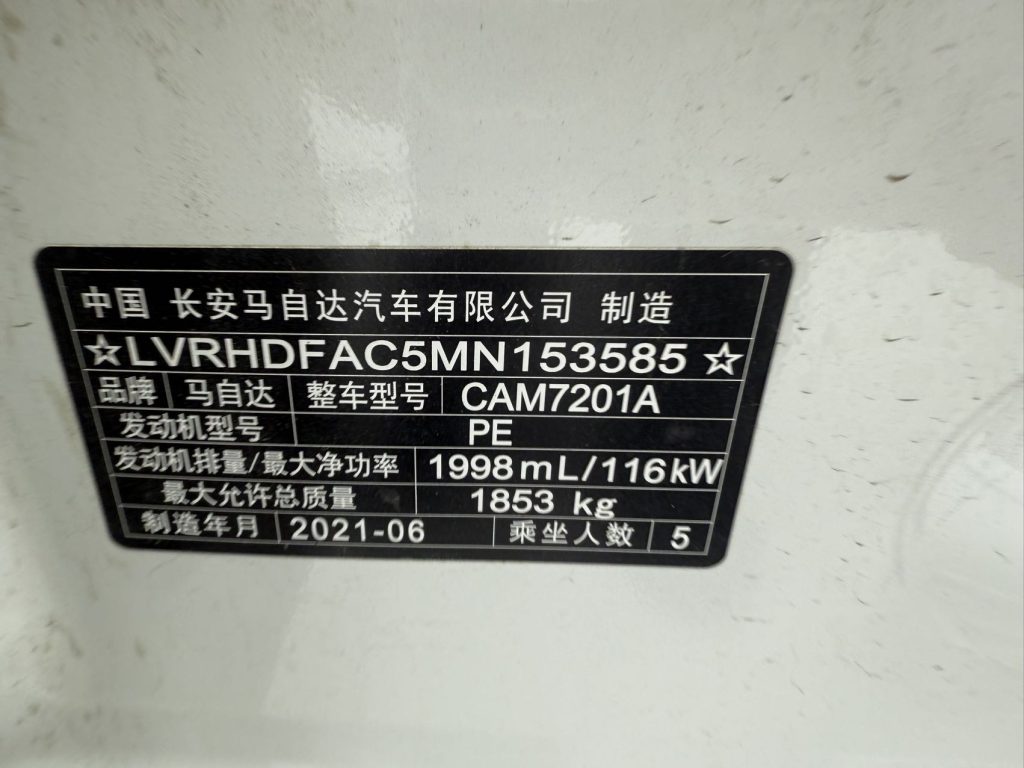 中国 长安马自达汽车有限公司 制造
☆LVRHDFAC5MN153585☆
品牌 马自达 整车型号 CAM7201A
发动机型号 PE
发动机排量/最大净功率 1998mL/116kW
最大允许总质量 1853 kg
制造年月 2021-06 乘坐人数 5